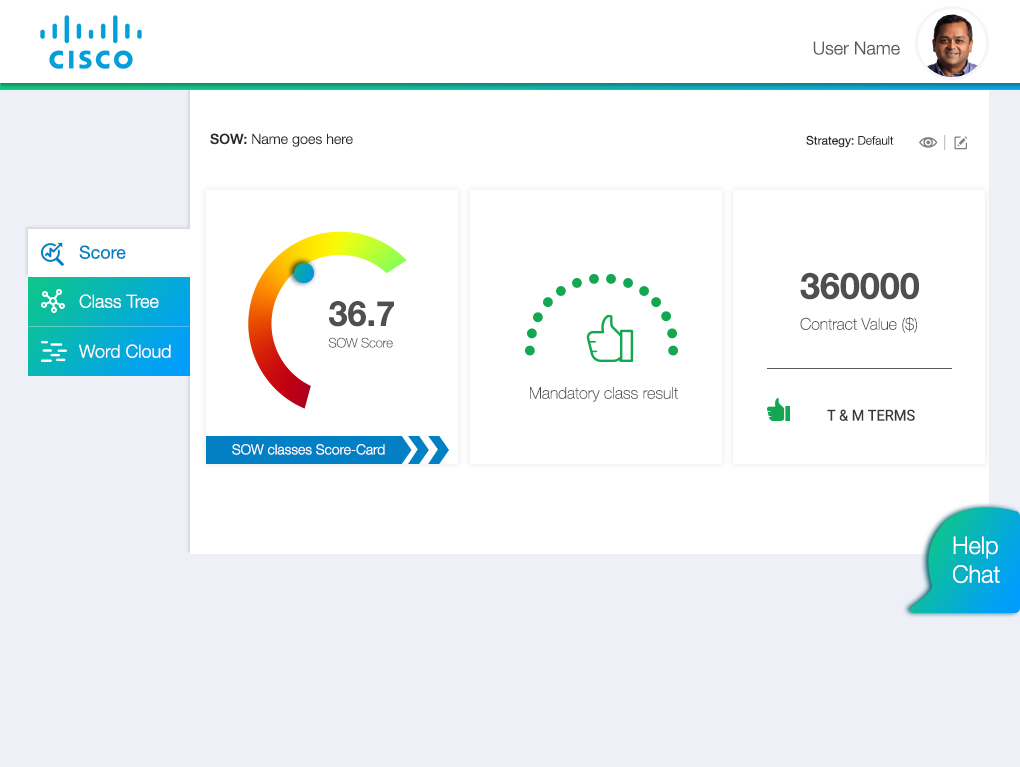 CISCO
User Name
SOW: Name goes here
Strategy: Default
Score
Class Tree
Word Cloud
36.7
SOW Score
SOW classes Score-Card
Mandatory class result
360000
Contract Value ($)
T & M TERMS
Help
Chat